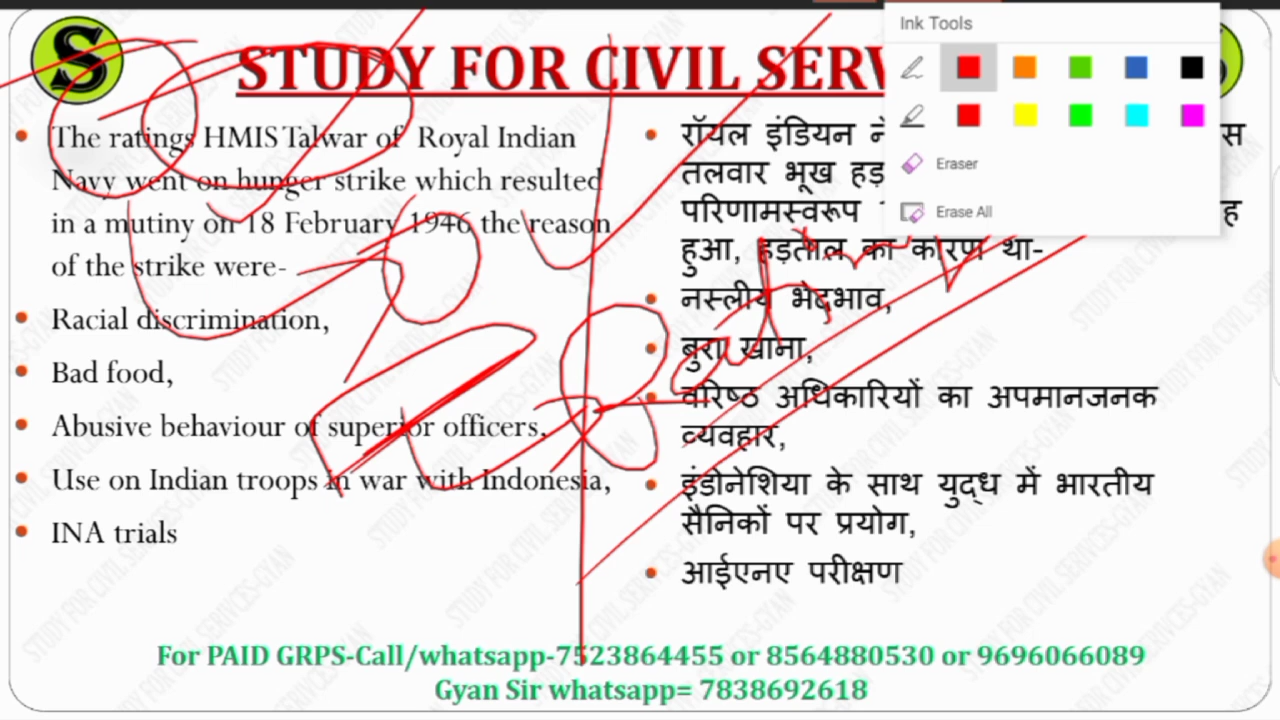 STUDY FOR CIVIL SERV
Ink Tools
Eraser
Erase All
The ratings HMIS Talwar of Royal Indian
Navy went on hunger strike which resulted
in a mutiny on 18 February 1946 the reason
of the strike were-
Racial discrimination,
Bad food,
Abusive behaviour of superior officers,
Use on Indian troops in war with Indonesia,
INA trials
रॉयल इंडियन
तलवार भूख
परिणामस्वरूप
हुआ, हड़ताल का कारण था-
नस्लीय भेदभाव,
बुरा खाना,
वरिष्ठ अधिकारियों का अपमानजनक
व्यवहार,
इंडोनेशिया के साथ युद्ध में भारतीय
सैनिकों पर प्रयोग,
आईएनए परीक्षण
For PAID GRPS-Call/whatsapp-7523864455 or 8564880530 or 9696066089
Gyan Sir whatsapp= 7838692618